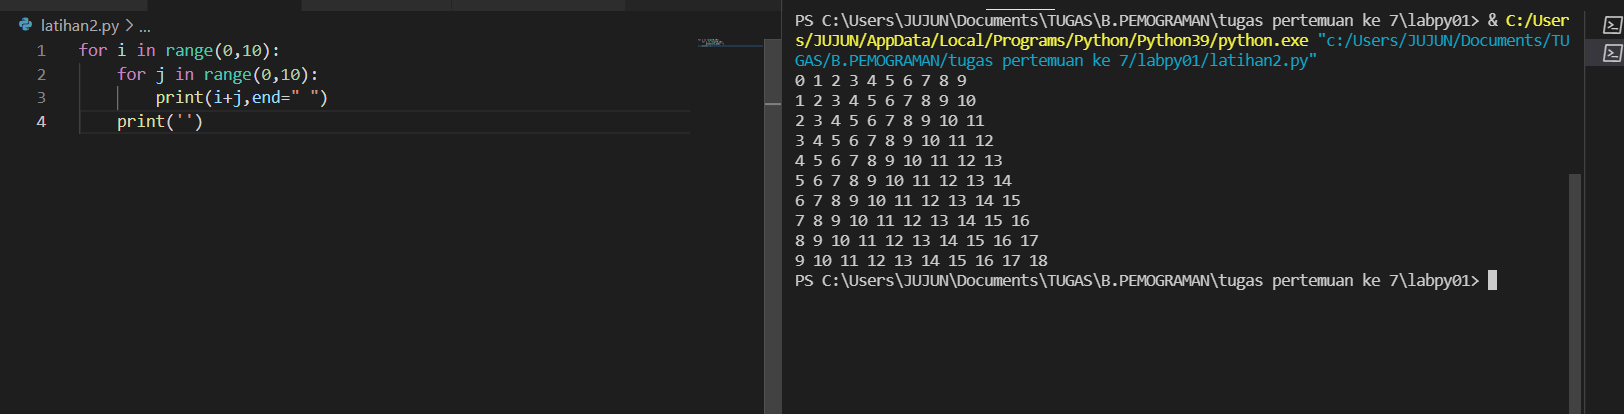 latihan2.py > ...
1 for i in range(0,10):
2 for j in range(0,10):
3 print(i+j,end=" ")
4 print('')
PS C:\Users\JUJUN\Documents\TUGAS\B.PEMOGRAMAN\tugas pertemuan ke 7\labpy01> & C:/User
s/JUJUN/AppData/Local/Programs/Python/Python39/python.exe "c:/Users/JUJUN/Documents/TU
GAS/B.PEMOGRAMAN/tugas pertemuan ke 7/labpy01/latihan2.py"
0 1 2 3 4 5 6 7 8 9
1 2 3 4 5 6 7 8 9 10
2 3 4 5 6 7 8 9 10 11
3 4 5 6 7 8 9 10 11 12
4 5 6 7 8 9 10 11 12 13
5 6 7 8 9 10 11 12 13 14
6 7 8 9 10 11 12 13 14 15
7 8 9 10 11 12 13 14 15 16
8 9 10 11 12 13 14 15 16 17
9 10 11 12 13 14 15 16 17 18
PS C:\Users\JUJUN\Documents\TUGAS\B.PEMOGRAMAN\tugas pertemuan ke 7\labpy01>